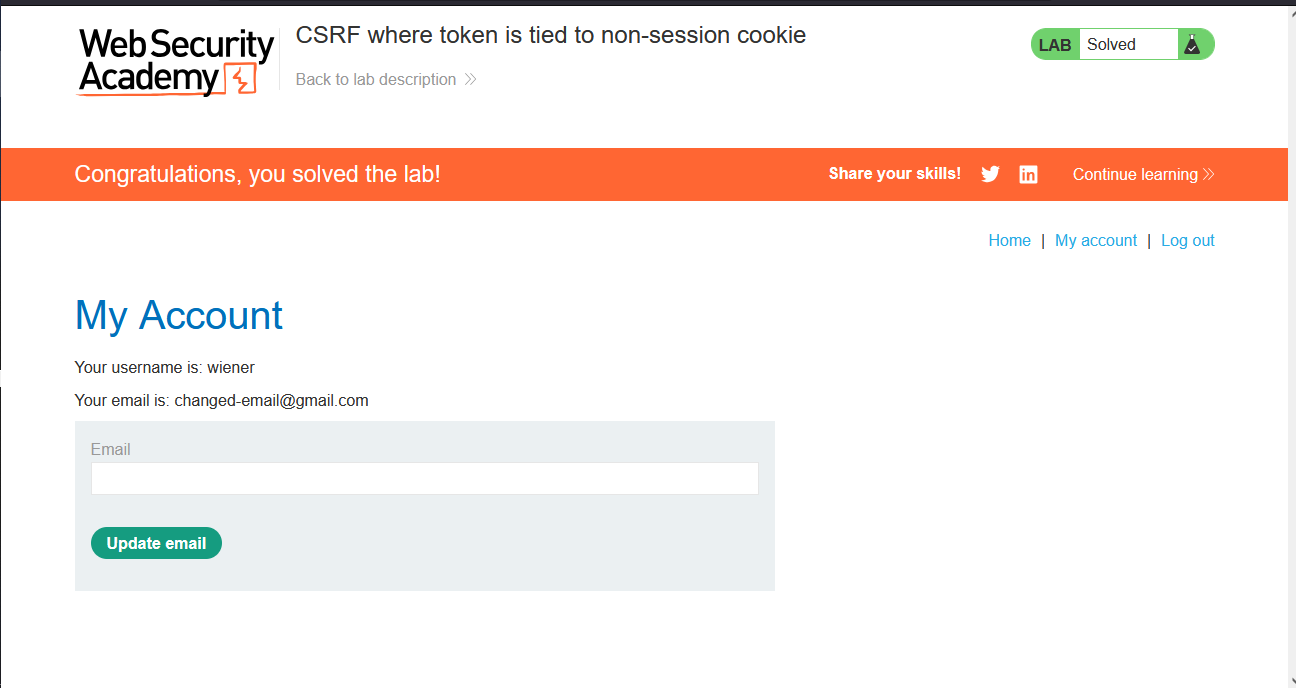 Web Security
Academy
CSRF where token is tied to non-session cookie
Back to lab description
LAB Solved
Congratulations, you solved the lab!
Share your skills!
in
Continue learning
Home | My account | Log out
My Account
Your username is: wiener
Your email is: changed-email@gmail.com
Email
Update email